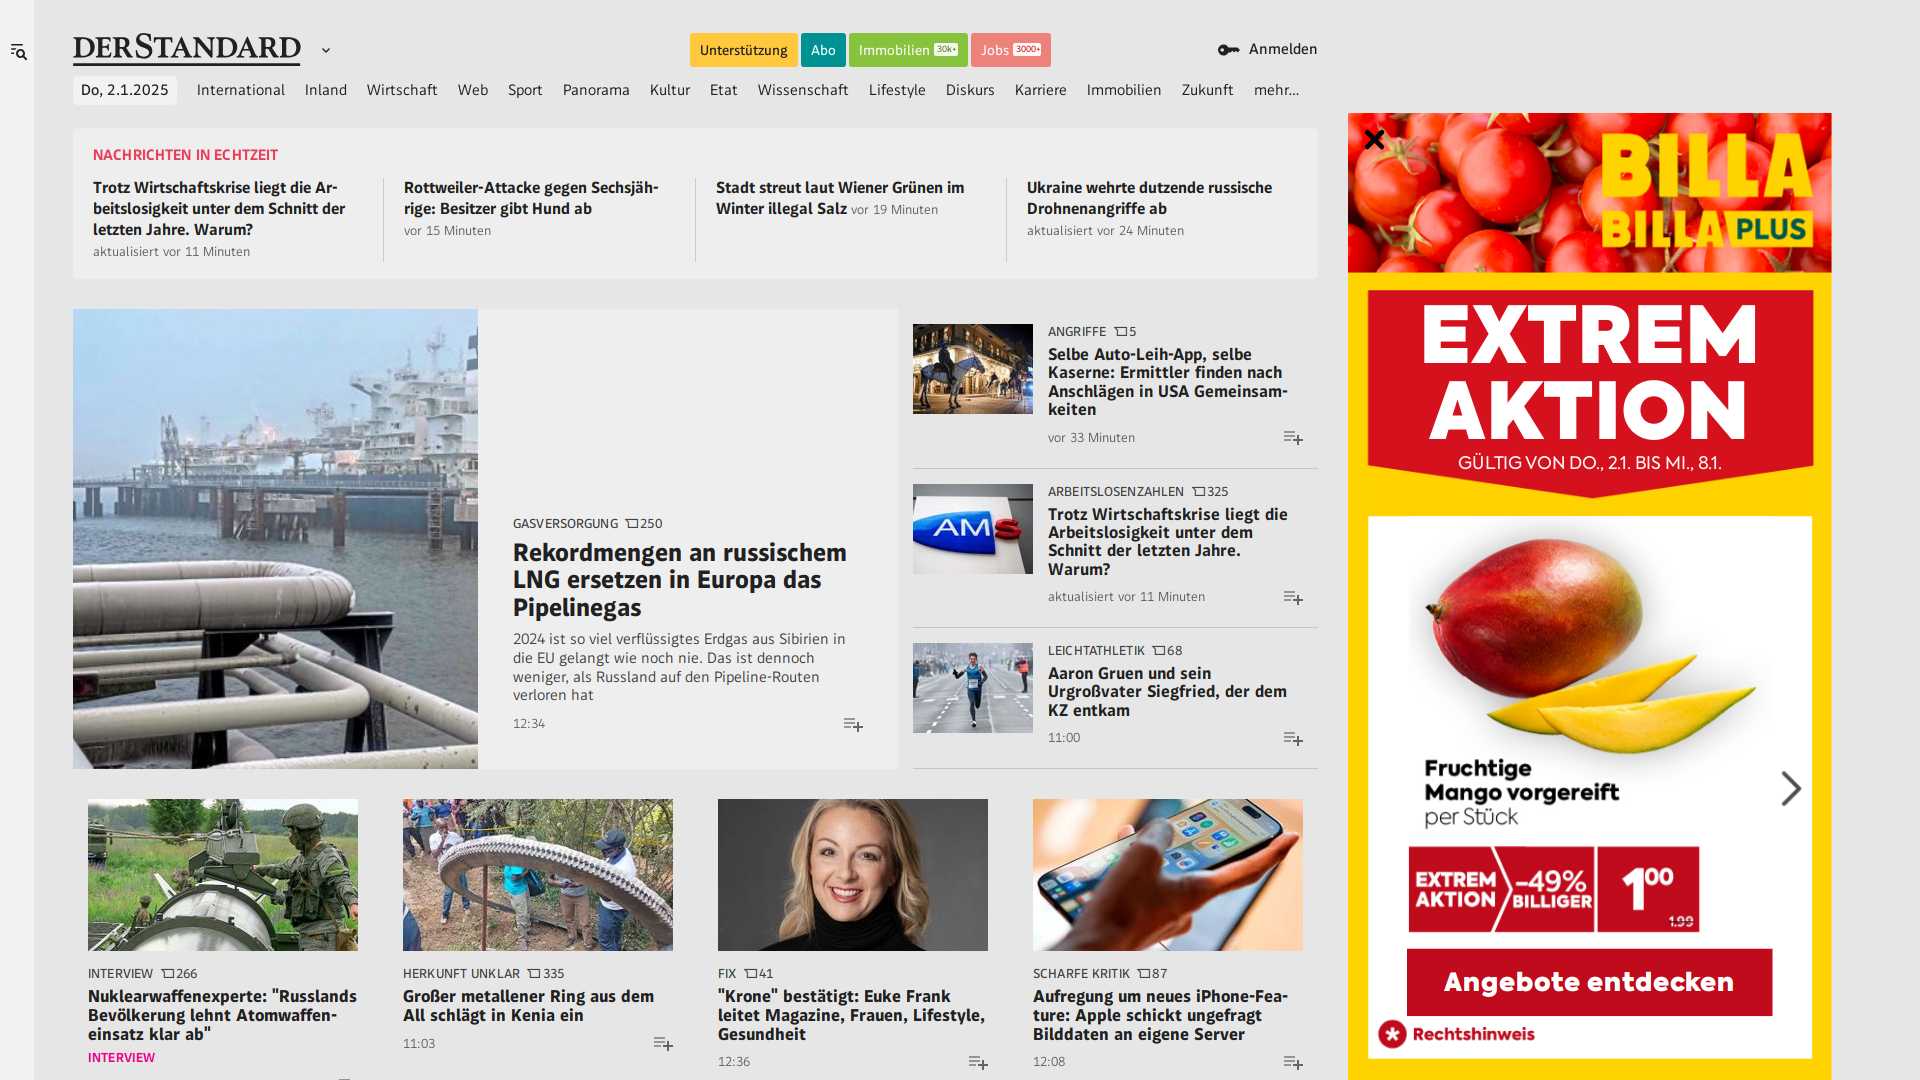 DERSTANDARD
Unterstützung
Abo
Immobilien 30k+
Jobs 3000+
Anmelden
Do, 2.1.2025
International
Inland
Wirtschaft
Web
Sport
Panorama
Kultur
Etat
Wissenschaft
Lifestyle
Diskurs
Karriere
Immobilien
Zukunft
mehr…
NACHRICHTEN IN ECHTZEIT
Trotz Wirtschaftskrise liegt die Ar-
beitslosigkeit unter dem Schnitt der
letzten Jahre. Warum?
aktualisiert vor 11 Minuten
Rottweiler-Attacke gegen Sechsjäh-
rige: Besitzer gibt Hund ab
vor 15 Minuten
Stadt streut laut Wiener Grünen im
Winter illegal Salz vor 19 Minuten
Ukraine wehrte dutzende russische
Drohnenangriffe ab
aktualisiert vor 24 Minuten
GASVERSORGUNG 250
Rekordmengen an russischem
LNG ersetzen in Europa das
Pipelinegas
2024 ist so viel verflüssigtes Erdgas aus Sibirien in
die EU gelangt wie noch nie. Das ist dennoch
weniger, als Russland auf den Pipeline-Routen
verloren hat
12:34
ANGRIFFE 5
Selbe Auto-Leih-App, selbe
Kaserne: Ermittler finden nach
Anschlägen in USA Gemeinsam-
keiten
vor 33 Minuten
AMS
ARBEITSLOSENZAHLEN 325
Trotz Wirtschaftskrise liegt die
Arbeitslosigkeit unter dem
Schnitt der letzten Jahre.
Warum?
aktualisiert vor 11 Minuten
LEICHTATHLETIK 68
Aaron Gruen und sein
Urgroßvater Siegfried, der dem
KZ entkam
11:00
INTERVIEW 266
Nuklearwaffenexperte: "Russlands
Bevölkerung lehnt Atomwaffen-
einsatz klar ab"
INTERVIEW
HERKUNFT UNKLAR 335
Großer metallener Ring aus dem
All schlägt in Kenia ein
11:03
FIX 41
"Krone" bestätigt: Euke Frank
leitet Magazine, Frauen, Lifestyle,
Gesundheit
12:36
SCHARFE KRITIK 87
Aufregung um neues iPhone-Fea-
ture: Apple schickt ungefragt
Bilddaten an eigene Server
12:08
BILLA
BILLA PLUS
EXTREM
AKTION
GÜLTIG VON DO., 2.1. BIS MI., 8.1.
Fruchtige
Mango vorgereift
per Stück
EXTREM
AKTION
–49%
BILLIGER
1 00
1.99
Angebote entdecken
Rechtshinweis